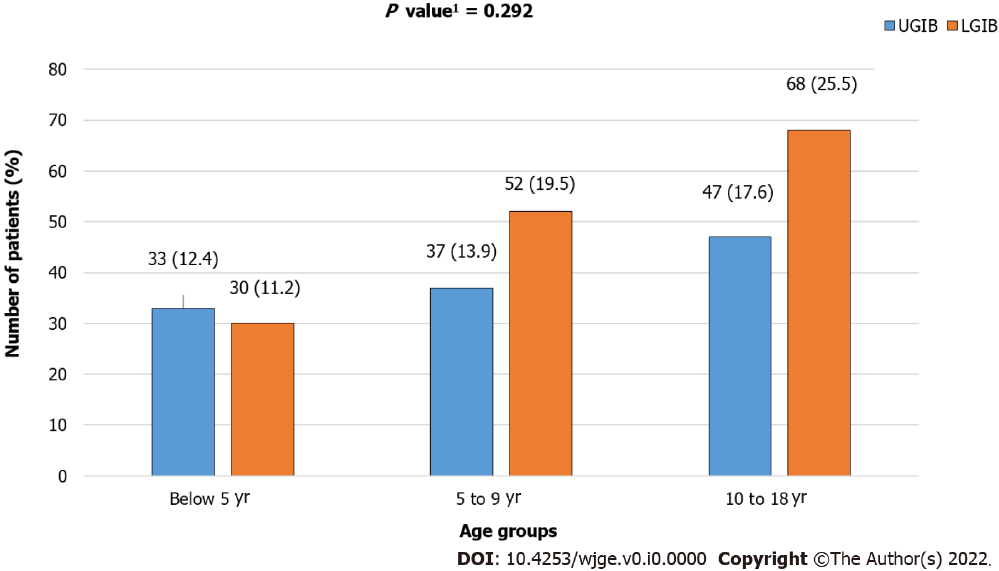 P value¹ = 0.292
UGIB LGIB
Number of patients (%)
80
70
60
50
40
30
20
10
0
33 (12.4)
30 (11.2)
37 (13.9)
52 (19.5)
47 (17.6)
68 (25.5)
Below 5 yr
5 to 9 yr
10 to 18 yr
Age groups
DOI: 10.4253/wjge.v0.i0.0000 Copyright ©The Author(s) 2022.